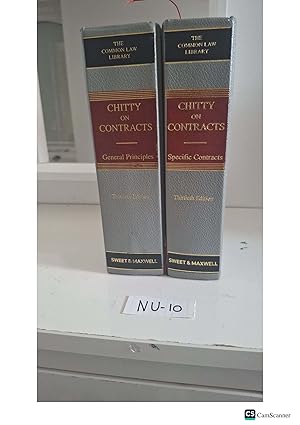 THE
COMMON LAW
LIBRARY
CHITTY
ON
CONTRACTS
General Principles
Edition
SWEET & MAXWELL
THE
COMMON LAW
LIBRARY
CHITTY
ON
CONTRACTS
Specific Contracts
Thirtieth Edition
SWEET & MAXWELL
NU-10
CS CamScanner